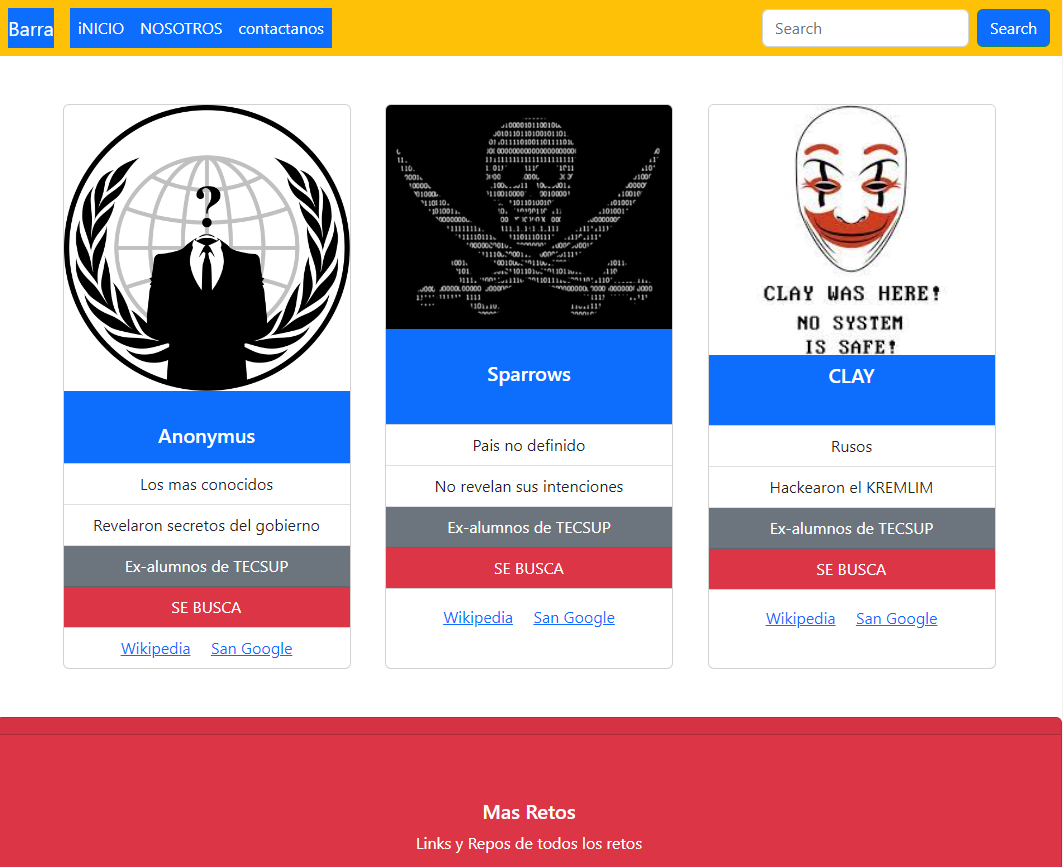 Barra iNICIO NOSOTROS contactanos Search Search
?
CLAY WAS HERE!
NO SYSTEM
IS SAFE!
Anonymus
Los mas conocidos
Revelaron secretos del gobierno
Ex-alumnos de TECSUP
SE BUSCA
Wikipedia San Google
Sparrows
Pais no definido
No revelan sus intenciones
Ex-alumnos de TECSUP
SE BUSCA
Wikipedia San Google
CLAY
Rusos
Hackearon el KREMLIM
Ex-alumnos de TECSUP
SE BUSCA
Wikipedia San Google
Mas Retos
Links y Repos de todos los retos